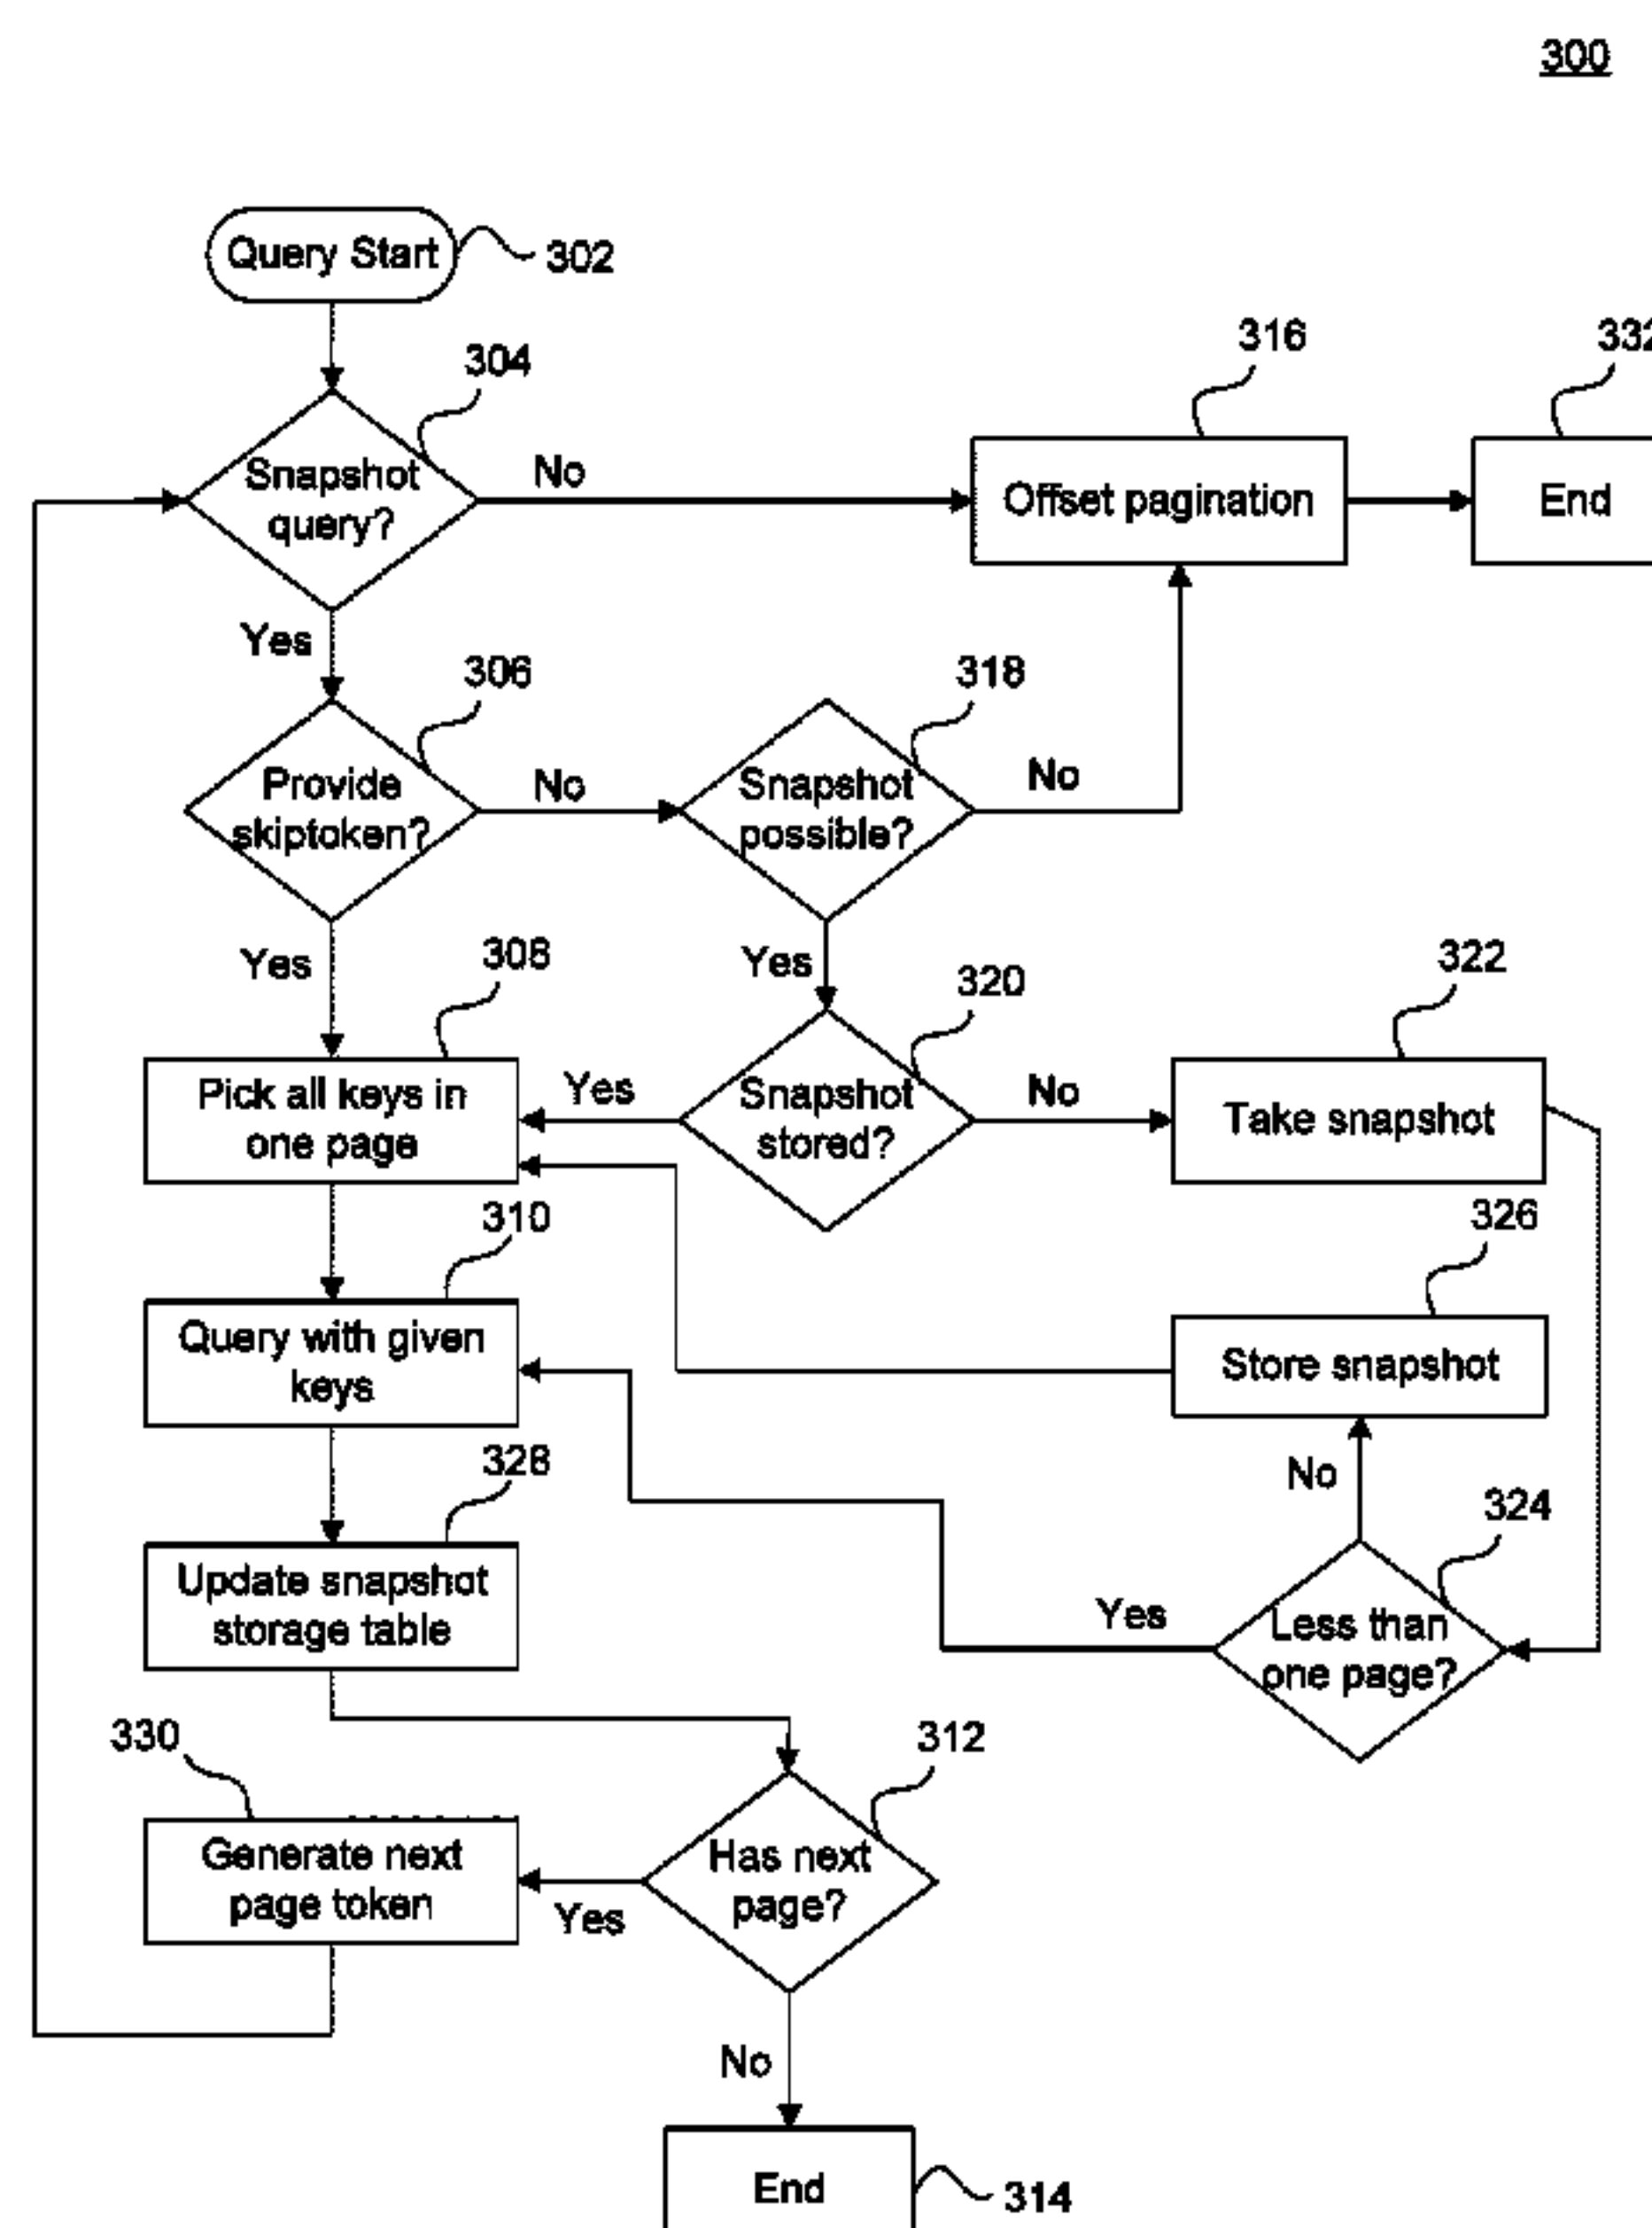 300
Query Start
302
304
316
332
Snapshot
query?
No
Offset pagination
End
Yes
306
318
Provide
skiptoken?
No
Snapshot
possible?
No
Yes
308
Yes
320
322
Pick all keys in
one page
Yes
Snapshot
stored?
No
Take snapshot
310
326
Query with given
keys
Store snapshot
328
No
324
Update snapshot
storage table
Yes
Less than
one page?
330
312
Generate next
page token
Yes
Has next
page?
No
End
314